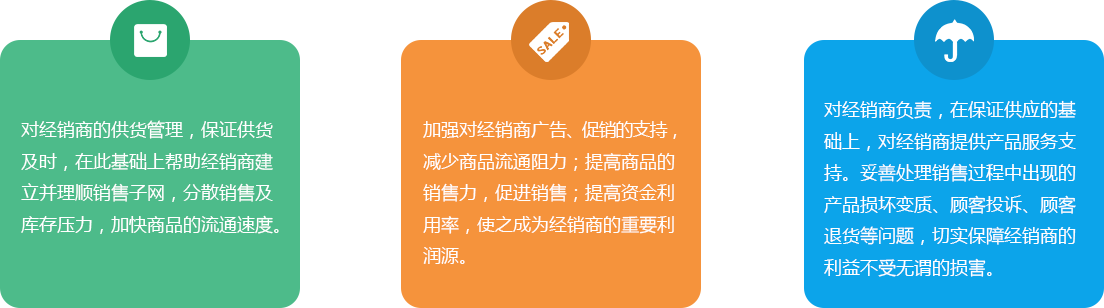 对经销商的供货管理，保证供货
及时，在此基础上帮助经销商建
立并理顺销售子网，分散销售及
库存压力，加快商品的流通速度。
SALE
加强对经销商广告、促销的支持，
减少商品流通阻力；提高商品的
销售力，促进销售；提高资金利
用率，使之成为经销商的重要利
润源。
对经销商负责，在保证供应的基
础上，对经销商提供产品服务支
持。妥善处理销售过程中出现的
产品损坏变质、顾客投诉、顾客
退货等问题，切实保障经销商的
利益不受无谓的损害。